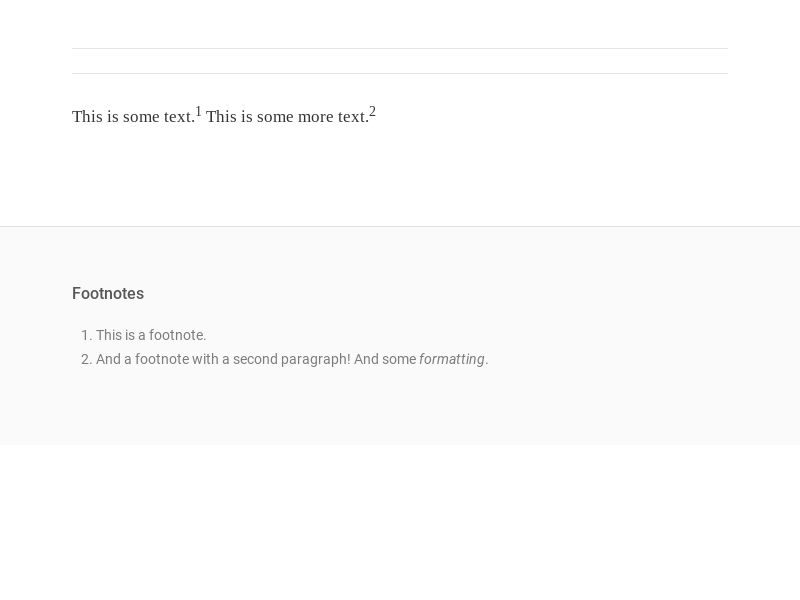 This is some text.1 This is some more text.2
Footnotes
1. This is a footnote.
2. And a footnote with a second paragraph! And some formatting.